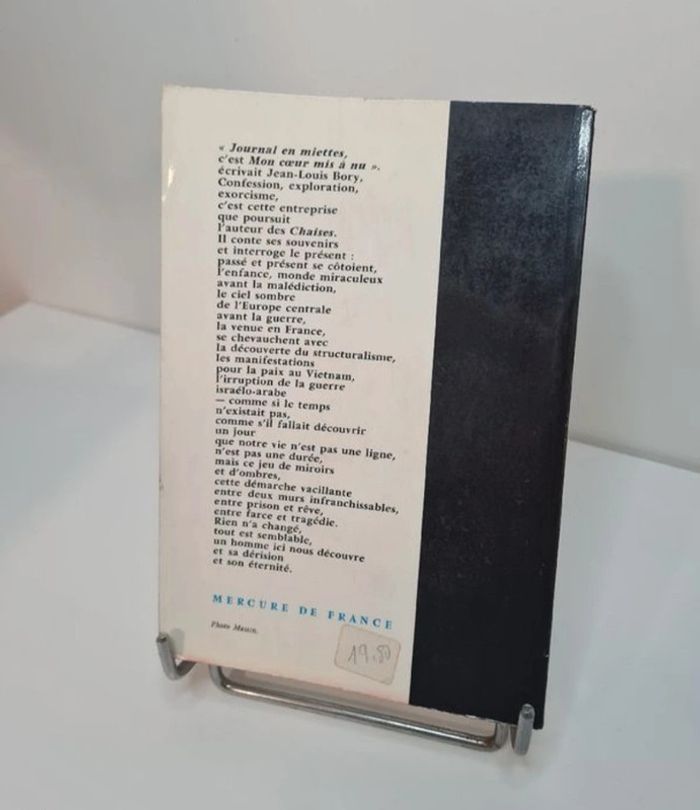 « Journal en miettes,
c'est Mon cœur mis à nu ».
écrivait Jean-Louis Bory,
Confession, exploration,
exorcisme,
c'est cette entreprise
que poursuit
l'auteur des Chaises.
Il conte ses souvenirs
et interroge le présent :
passé et présent se côtoient,
l'enfance, monde miraculeux
avant la malédiction,
le ciel sombre
de l'Europe centrale
avant la guerre,
la venue en France,
se chevauchent avec
la découverte du structuralisme,
les manifestations
pour la paix au Vietnam,
l'irruption de la guerre
israélo-arabe
— comme si le temps
n'existait pas,
comme s'il fallait découvrir
un jour
que notre vie n'est pas une ligne,
n'est pas une durée,
mais ce jeu de miroirs
et d'ombres,
cette démarche vacillante
entre deux murs infranchissables,
entre prison et rêve,
entre farce et tragédie.
Rien n'a changé,
tout est semblable,
un homme ici nous découvre
et sa dérision
et son éternité.
MERCURE DE FRANCE
Photo Massin.
19,80